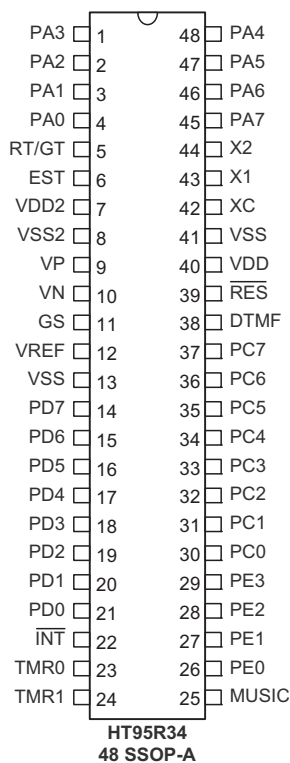 PA3 1 48 PA4
PA2 2 47 PA5
PA1 3 46 PA6
PA0 4 45 PA7
RT/GT 5 44 X2
EST 6 43 X1
VDD2 7 42 XC
VSS2 8 41 VSS
VP 9 40 VDD
VN 10 39 RES
GS 11 38 DTMF
VREF 12 37 PC7
VSS 13 36 PC6
PD7 14 35 PC5
PD6 15 34 PC4
PD5 16 33 PC3
PD4 17 32 PC2
PD3 18 31 PC1
PD2 19 30 PC0
PD1 20 29 PE3
PD0 21 28 PE2
INT 22 27 PE1
TMR0 23 26 PE0
TMR1 24 25 MUSIC
HT95R34
48 SSOP-A